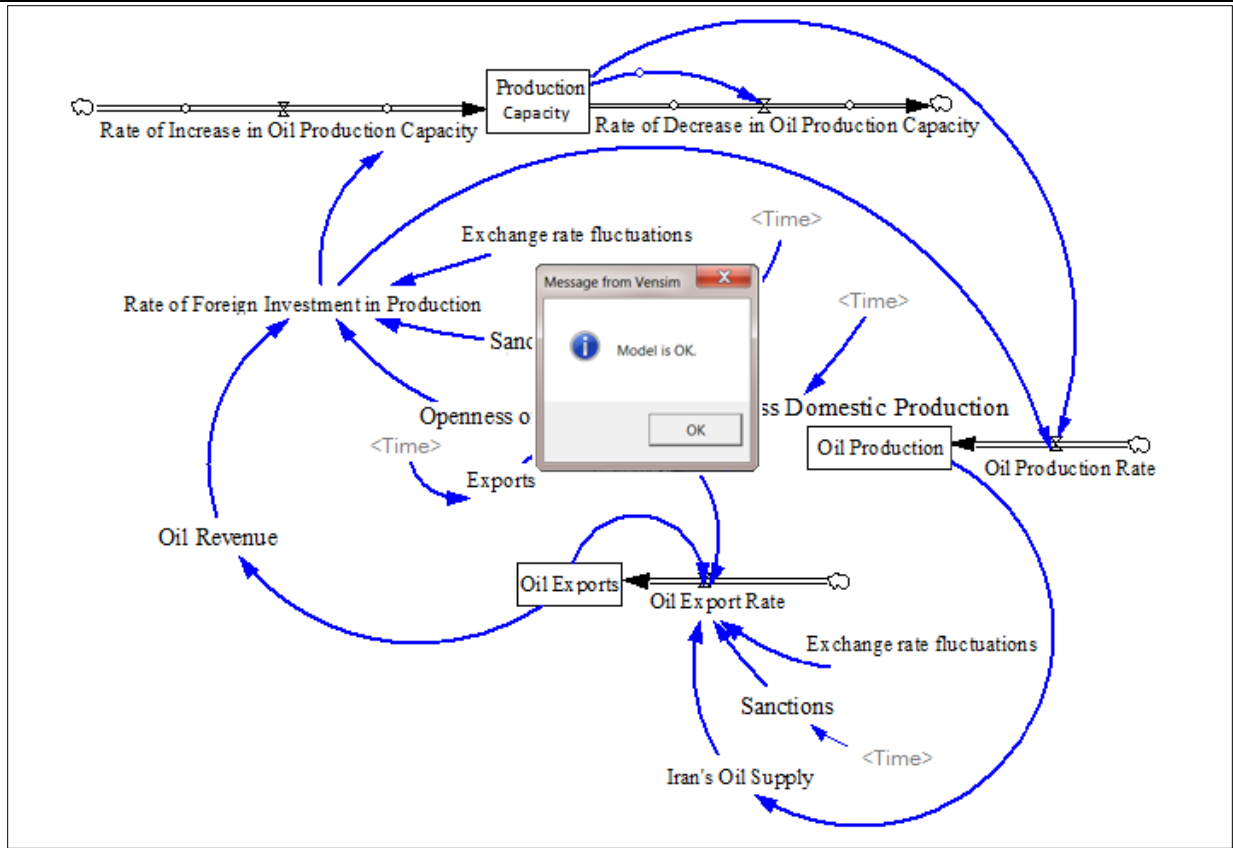 Production
Capacity
Rate of Increase in Oil Production Capacity
Rate of Decrease in Oil Production Capacity
<Time>
Exchange rate fluctuations
Message from Vensim
<Time>
Rate of Foreign Investment in Production
Model is OK.
OK
Openness
Domestic Production
<Time>
Oil Production
Oil Production Rate
Exports
Oil Revenue
Oil Exports
Oil Export Rate
Exchange rate fluctuations
Sanctions
<Time>
Iran's Oil Supply